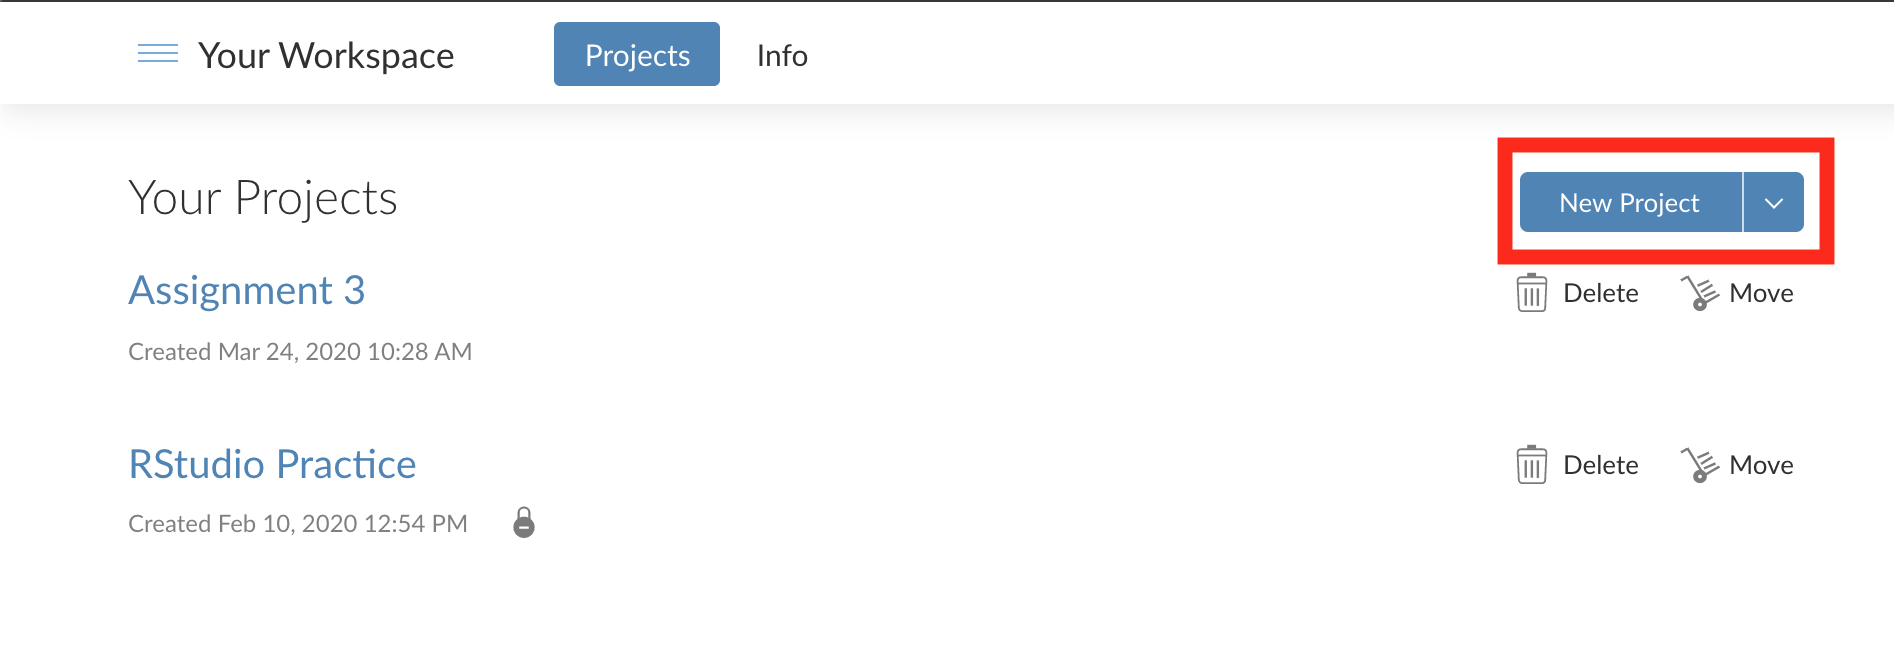 Your Workspace Projects Info
Your Projects
New Project
Assignment 3
Delete Move
Created Mar 24, 2020 10:28 AM
RStudio Practice
Delete Move
Created Feb 10, 2020 12:54 PM